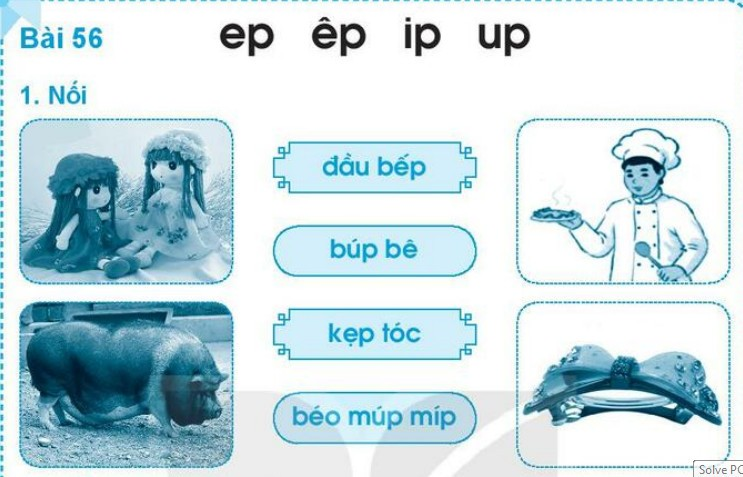 Bài 56
ep êp ip up
1. Nối
đầu bếp
búp bê
kẹp tóc
béo múp míp
Solve PC